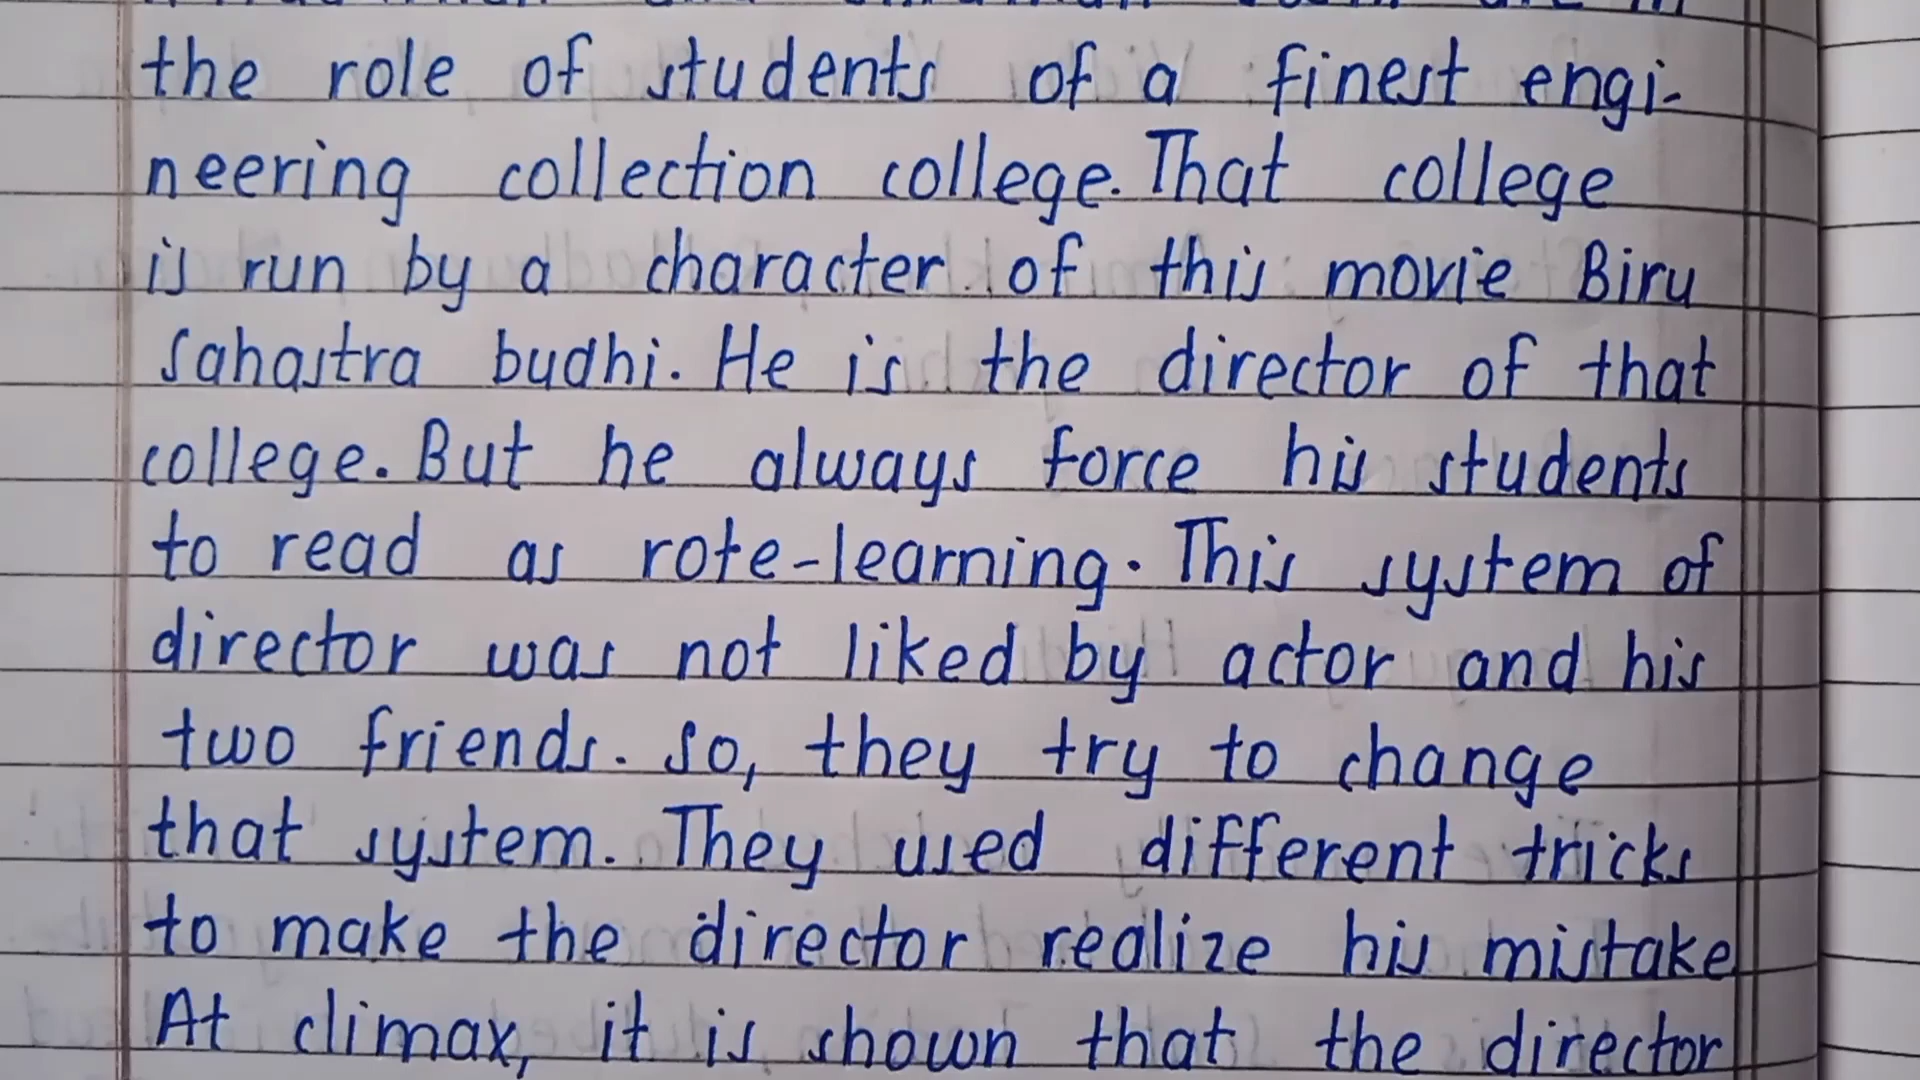 the role of students of a finest engi-
neering collection college. That college
is run by a character of this movie Biru
Sahastra budhi. He is the director of that
college. But he always force his students
to read as rote-learning. This system of
director was not liked by actor and his
two friends. So, they try to change
that system. They used different tricks
to make the director realize his mistake
At climax, it is shown that the director